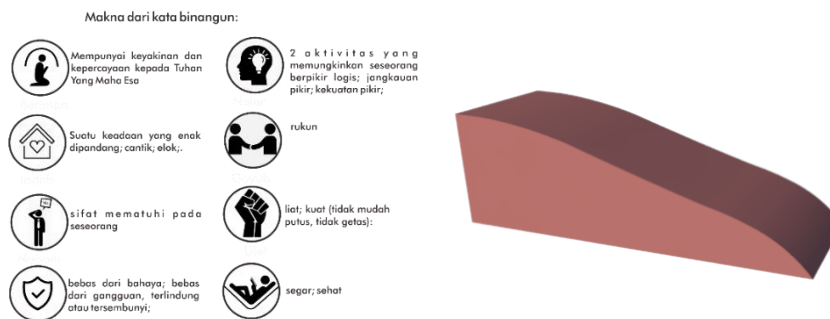 Makna dari kata binangun:
Mempunyai keyakinan dan
kepercayaan kepada Tuhan
Yang Maha Esa
2 aktivitas yang
memungkinkan seseorang
berpikir logis; jangkauan
pikir; kekuatan pikir;
Suatu keadaan yang enak
dipandang; cantik; elok;.
rukun
sifat mematuhi pada
seseorang
liat; kuat (tidak mudah
putus, tidak getas):
bebas dari bahaya; bebas
dari gangguan, terlindung
atau tersembunyi;
segar; sehat